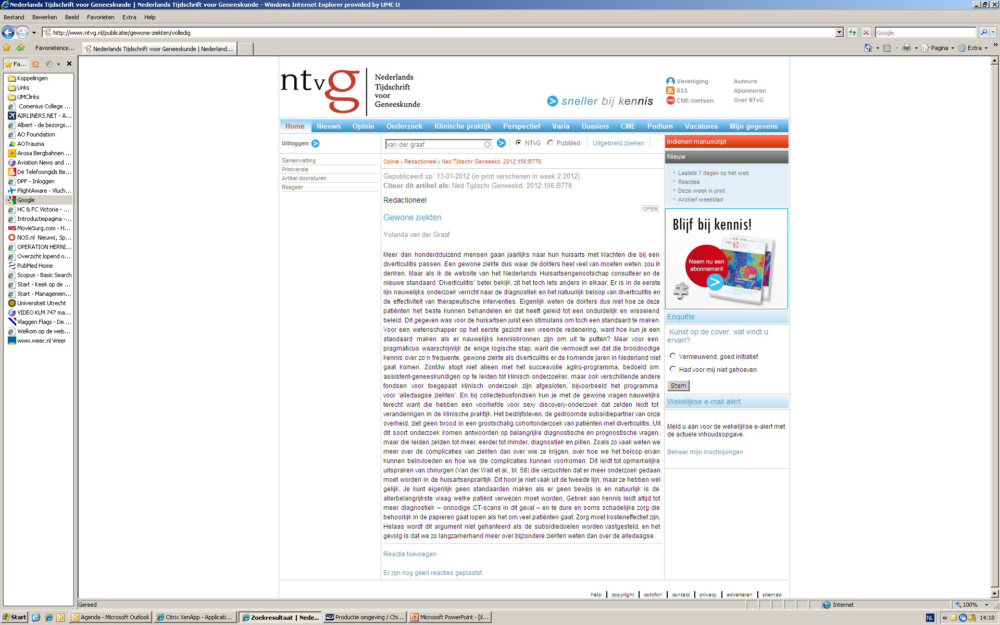 Nederlands Tijdschrift voor Geneeskunde | Nederlands Tijdschrift voor Geneeskunde - Windows Internet Explorer provided by UMC U
Bestand Bewerken Beeld Favorieten Extra Help
http://www.ntvg.nl/publicatie/gewone-ziekten/volledig
Google
Favorietence...
Nederlands Tijdschrift voor Geneeskunde | Nederland...
Pagina
Extra
Fa...
Koppelingen
Links
UMClinks
Comenius College ...
AIRLINERS.NET - A...
Albert - de bezorgs...
AO Foundation
AOTrauma
Arosa Bergbahnen ...
Aviation News and ...
De Telefoongids Be...
DPF - Inloggen
FlightAware - Vluch...
Google
HC & FC Victoria - ...
Introductiepagina -...
MovieSurg.com - H...
NOS.nl Nieuws, Sp...
OPERATION HERNI...
Overzicht lopend o...
PubMed Home
Scopus - Basic Search
Start - Keek op de ...
Start - Managemen...
Universiteit Utrecht
VIDEO KLM 747 ma...
Vlaggen Flags - De ...
Welkom op de web...
www.weer.nl Weer
ntvg
Nederlands
Tijdschrift
voor
Geneeskunde
sneller bij kennis
Vereniging Auteurs
RSS Abonneren
CME CME-toetsen Over NTvG
Home Nieuws Opinie Onderzoek Klinische praktijk Perspectief Varia Dossiers CME Podium Vacatures Mijn gegevens
Uitloggen
van der graaf
NTvG PubMed Uitgebreid zoeken
Samenvatting
Printversie
Artikel doorsturen
Reageer
Opinie › Redactioneel › Ned Tijdschr Geneeskd. 2012;156:B778
Gepubliceerd op: 13-01-2012 (in print verschenen in week 2 2012)
Citeer dit artikel als: Ned Tijdschr Geneeskd. 2012;156:B778
Redactioneel
OPEN
Gewone ziekten
Yolanda van der Graaf
Meer dan honderdduizend mensen gaan jaarlijks naar hun huisarts met klachten die bij een
diverticulitis passen. Een gewone ziekte dus waar de dokters heel veel van moeten weten, zou ik
denken. Maar als ik de website van het Nederlands Huisartsengenootschap consulteer en de
nieuwe standaard ‘Diverticulitis’ beter bekijk, zit het toch iets anders in elkaar. Er is in de eerste
lijn nauwelijks onderzoek verricht naar de diagnostiek en het natuurlijk beloop van diverticulitis en
de effectiviteit van therapeutische interventies. Eigenlijk weten de dokters dus niet hoe ze deze
patiënten het beste kunnen behandelen en dat heeft geleid tot een onduidelijk en wisselend
beleid. Dit gegeven was voor de huisartsen juist een stimulans om toch een standaard te maken.
Voor een wetenschapper op het eerste gezicht een vreemde redenering, want hoe kun je een
standaard maken als er nauwelijks kennisbronnen zijn om uit te putten? Maar voor een
pragmaticus waarschijnlijk de enige logische stap, want die vermoedt wel dat die broodnodige
kennis over zo’n frequente, gewone ziekte als diverticulitis er de komende jaren in Nederland niet
gaat komen. ZonMw stopt niet alleen met het succesvolle agiko-programma, bedoeld om
assistent-geneeskundigen op te leiden tot klinisch onderzoeker, maar ook verschillende andere
fondsen voor toegepast klinisch onderzoek zijn afgesloten, bijvoorbeeld het programma
voor ‘alledaagse ziekten’. En bij collectebusfondsen kun je met de gewone vragen nauwelijks
terecht want die hebben een voorliefde voor sexy discovery-onderzoek dat zelden leidt tot
veranderingen in de klinische praktijk. Het bedrijfsleven, de gedroomde subsidiepartner van onze
overheid, ziet geen brood in een grootschalig cohortonderzoek van patiënten met diverticulitis. Uit
dit soort onderzoek komen antwoorden op belangrijke diagnostische en prognostische vragen,
maar die leiden zelden tot meer, eerder tot minder, diagnostiek en pillen. Zoals zo vaak weten we
meer over de complicaties van ziekten dan over wie ze krijgen, over hoe we het beloop ervan
kunnen beïnvloeden en hoe we die complicaties kunnen voorkomen. Dit leidt tot opmerkelijke
uitspraken van chirurgen (Van der Wall et al., bl. 58) die verzuchten dat er meer onderzoek gedaan
moet worden in de huisartsenpraktijk. Dit hoor je niet vaak uit de tweede lijn, maar ze hebben wel
gelijk. Je kunt eigenlijk geen standaarden maken als er geen bewijs is en natuurlijk is de
allerbelangrijkste vraag welke patiënt verwezen moet worden. Gebrek aan kennis leidt altijd tot
meer diagnostiek – onnodige CT-scans in dit geval – en te dure en soms schadelijke zorg die
behoorlijk in de papieren gaat lopen als het om veel patiënten gaat. Zorg moet kosteneffectief zijn.
Helaas wordt dit argument niet gehanteerd als de subsidiedoelen worden vastgesteld, en het
gevolg is dat we zo langzamerhand meer over bijzondere ziekten weten dan over de alledaagse.
Reactie toevoegen
Er zijn nog geen reacties geplaatst.
Indienen manuscript
Nieuw
> Laatste 7 dagen op het web
> Reacties
> Deze week in print
> Archief weekblad
Blijf bij kennis!
ntvg
Neem nu een
abonnement
Enquête
Kunst op de cover, wat vindt u
ervan?:
Vernieuwend, goed initiatief
Had voor mij niet gehoeven
Stem
Wekelijkse e-mail alert
Meld u aan voor de wekelijkse e-alert met
de actuele inhoudsopgave.
Beheer mijn inschrijvingen
help | copyright | colofon | contact | privacy | adverteren | sitemap
Gereed
Internet
100%
Start
Agenda - Microsoft Outlook
Citrix XenApp - Applicati...
Zoekresultaat | Nede...
Productie omgeving / Chi...
Microsoft PowerPoint - [il...
NL
14:18